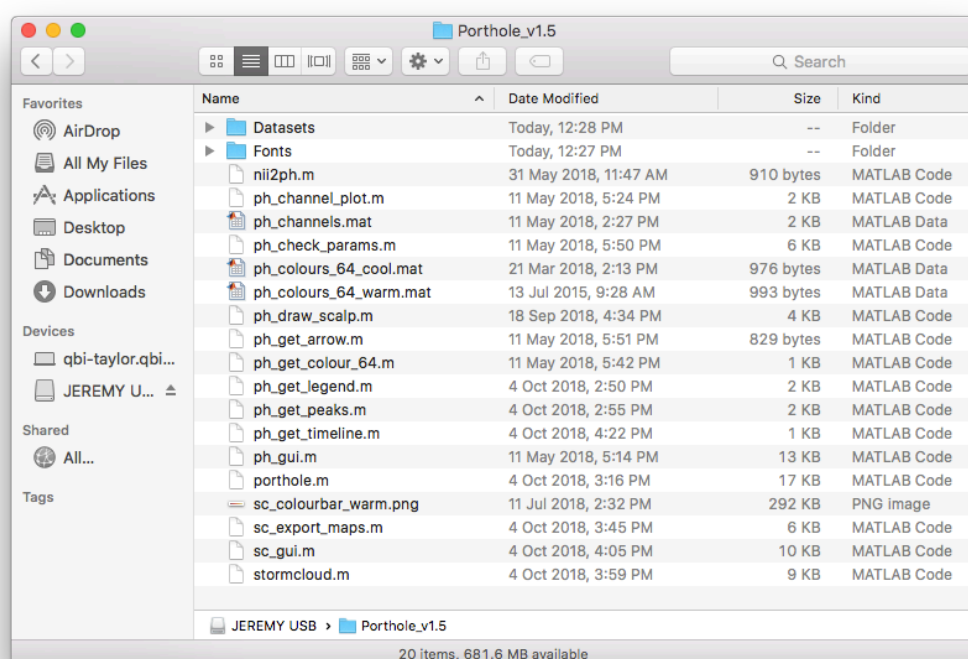 Porthole_v1.5
Search
Favorites
AirDrop
All My Files
Applications
Desktop
Documents
Downloads
Devices
qbi-taylor.qbi...
JEREMY U...
Shared
All...
Tags
Name Date Modified Size Kind
Datasets Today, 12:28 PM -- Folder
Fonts Today, 12:27 PM -- Folder
nii2ph.m 31 May 2018, 11:47 AM 910 bytes MATLAB Code
ph_channel_plot.m 11 May 2018, 5:24 PM 2 KB MATLAB Code
ph_channels.mat 11 May 2018, 2:27 PM 2 KB MATLAB Data
ph_check_params.m 11 May 2018, 5:50 PM 6 KB MATLAB Code
ph_colours_64_cool.mat 21 Mar 2018, 2:13 PM 976 bytes MATLAB Data
ph_colours_64_warm.mat 13 Jul 2015, 9:28 AM 993 bytes MATLAB Data
ph_draw_scalp.m 18 Sep 2018, 4:34 PM 4 KB MATLAB Code
ph_get_arrow.m 11 May 2018, 5:51 PM 829 bytes MATLAB Code
ph_get_colour_64.m 11 May 2018, 5:42 PM 1 KB MATLAB Code
ph_get_legend.m 4 Oct 2018, 2:50 PM 2 KB MATLAB Code
ph_get_peaks.m 4 Oct 2018, 2:55 PM 2 KB MATLAB Code
ph_get_timeline.m 4 Oct 2018, 4:22 PM 1 KB MATLAB Code
ph_gui.m 11 May 2018, 5:14 PM 13 KB MATLAB Code
porthole.m 4 Oct 2018, 3:16 PM 17 KB MATLAB Code
sc_colourbar_warm.png 11 Jul 2018, 2:32 PM 292 KB PNG image
sc_export_maps.m 4 Oct 2018, 3:45 PM 6 KB MATLAB Code
sc_gui.m 4 Oct 2018, 4:05 PM 10 KB MATLAB Code
stormcloud.m 4 Oct 2018, 3:59 PM 9 KB MATLAB Code
JEREMY USB › Porthole_v1.5
20 items, 681.6 MB available